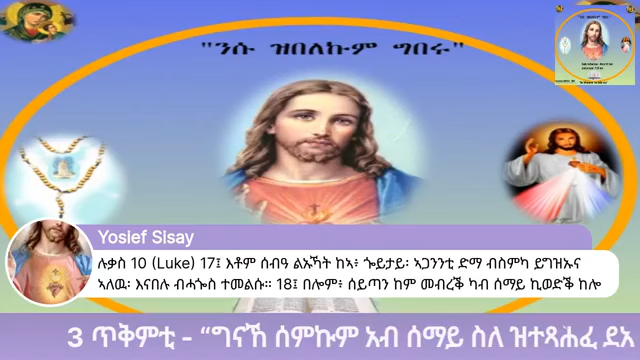 "ንሱ ዝበለኩም ግበሩ"
Yosief Sisay
ሉቃስ 10 (Luke) 17፤ እቶም ሰብዓ ልኡኻት ከኣ፥ ጐይታይ፡ ኣጋንንቲ ድማ ብስምካ ይግዝኡና
ኣለዉ፡ እናበሉ ብሓጐስ ተመልሱ። 18፤ በሎም፥ ሰይጣን ከም መብረቕ ካብ ሰማይ ኪወድቕ ከሎ
3 ጥቅምቲ - “ግናኸ ሰምኩም ኣብ ሰማይ ስለ ዝተጻሕፈ ደኣ